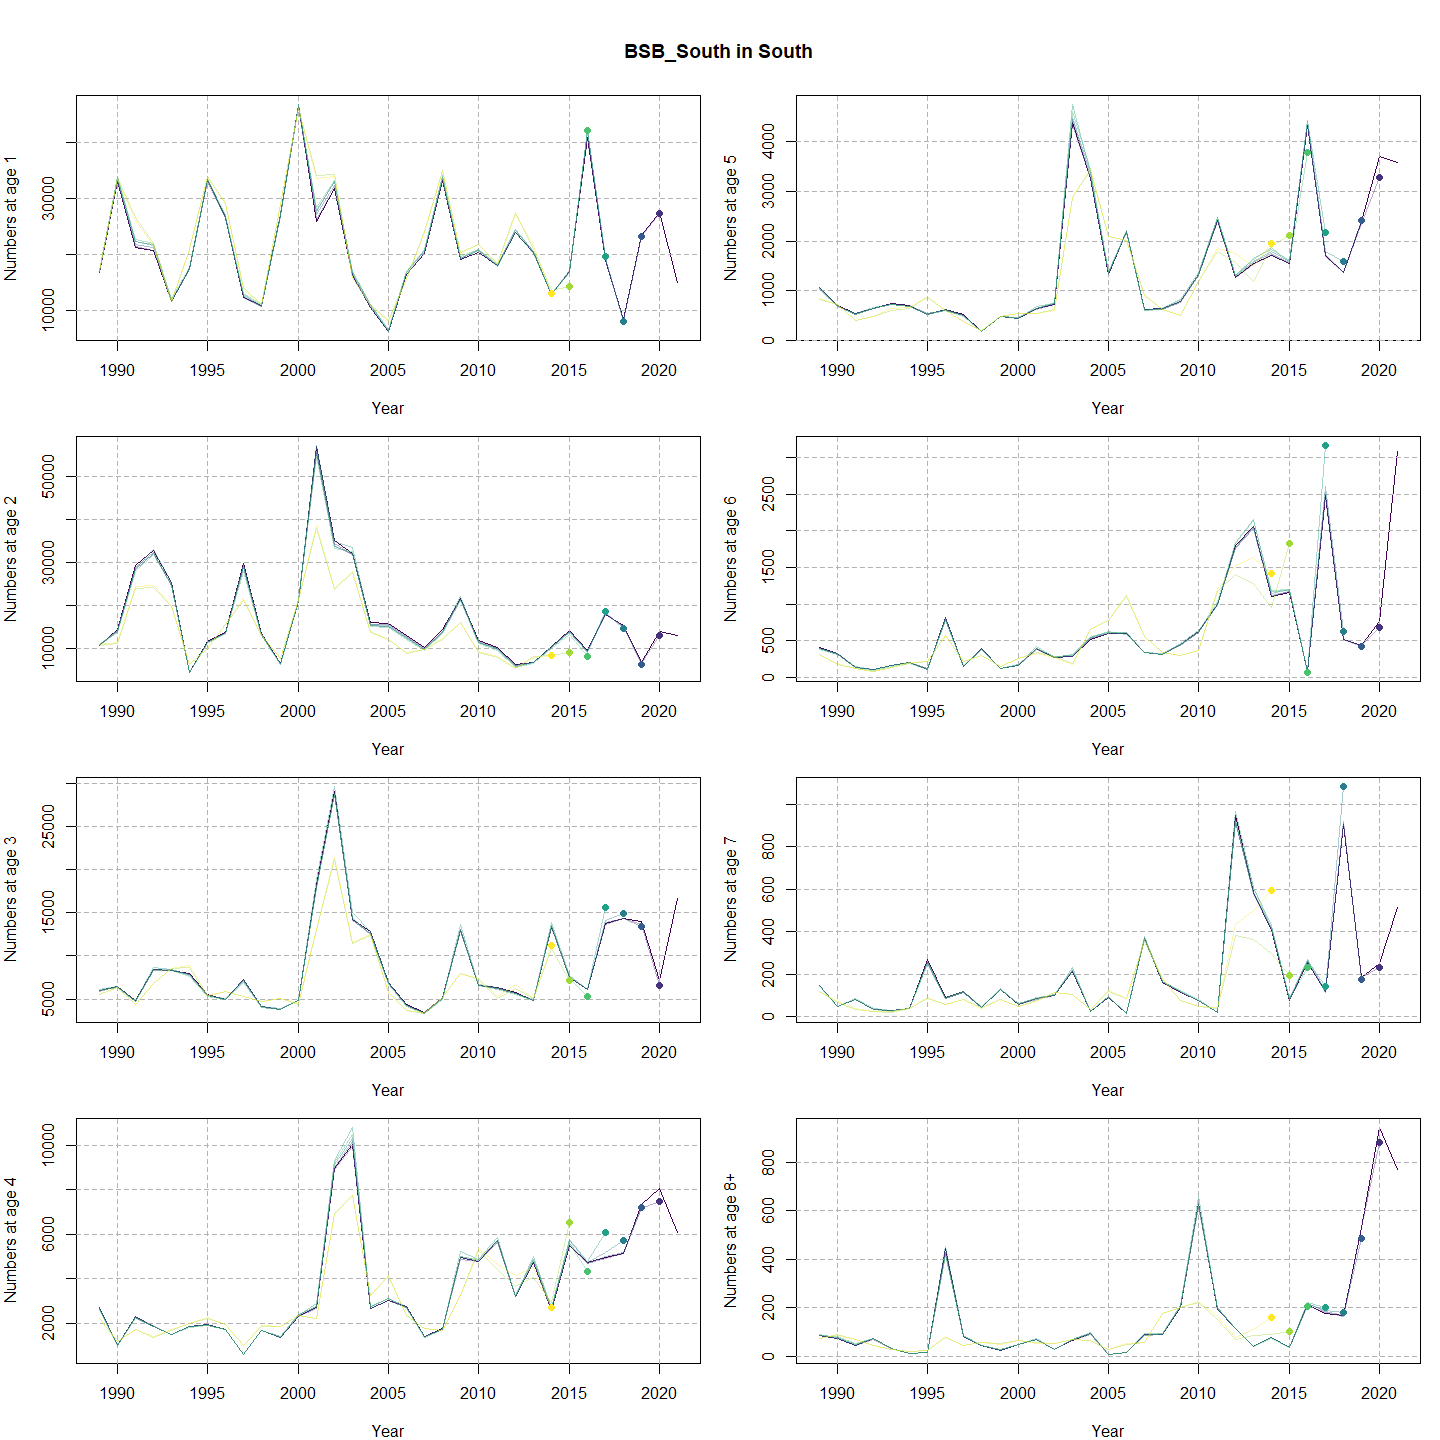 BSB_South in South
Numbers at age 1
10000 30000
1990 1995 2000 2005 2010 2015 2020
Year
Numbers at age 5
0 1000 2000 3000 4000
1990 1995 2000 2005 2010 2015 2020
Year
Numbers at age 2
10000 30000 50000
1990 1995 2000 2005 2010 2015 2020
Year
Numbers at age 6
0 500 1500 2500
1990 1995 2000 2005 2010 2015 2020
Year
Numbers at age 3
5000 15000 25000
1990 1995 2000 2005 2010 2015 2020
Year
Numbers at age 7
0 200 400 600 800
1990 1995 2000 2005 2010 2015 2020
Year
Numbers at age 4
2000 6000 10000
1990 1995 2000 2005 2010 2015 2020
Year
Numbers at age 8+
0 200 400 600 800
1990 1995 2000 2005 2010 2015 2020
Year